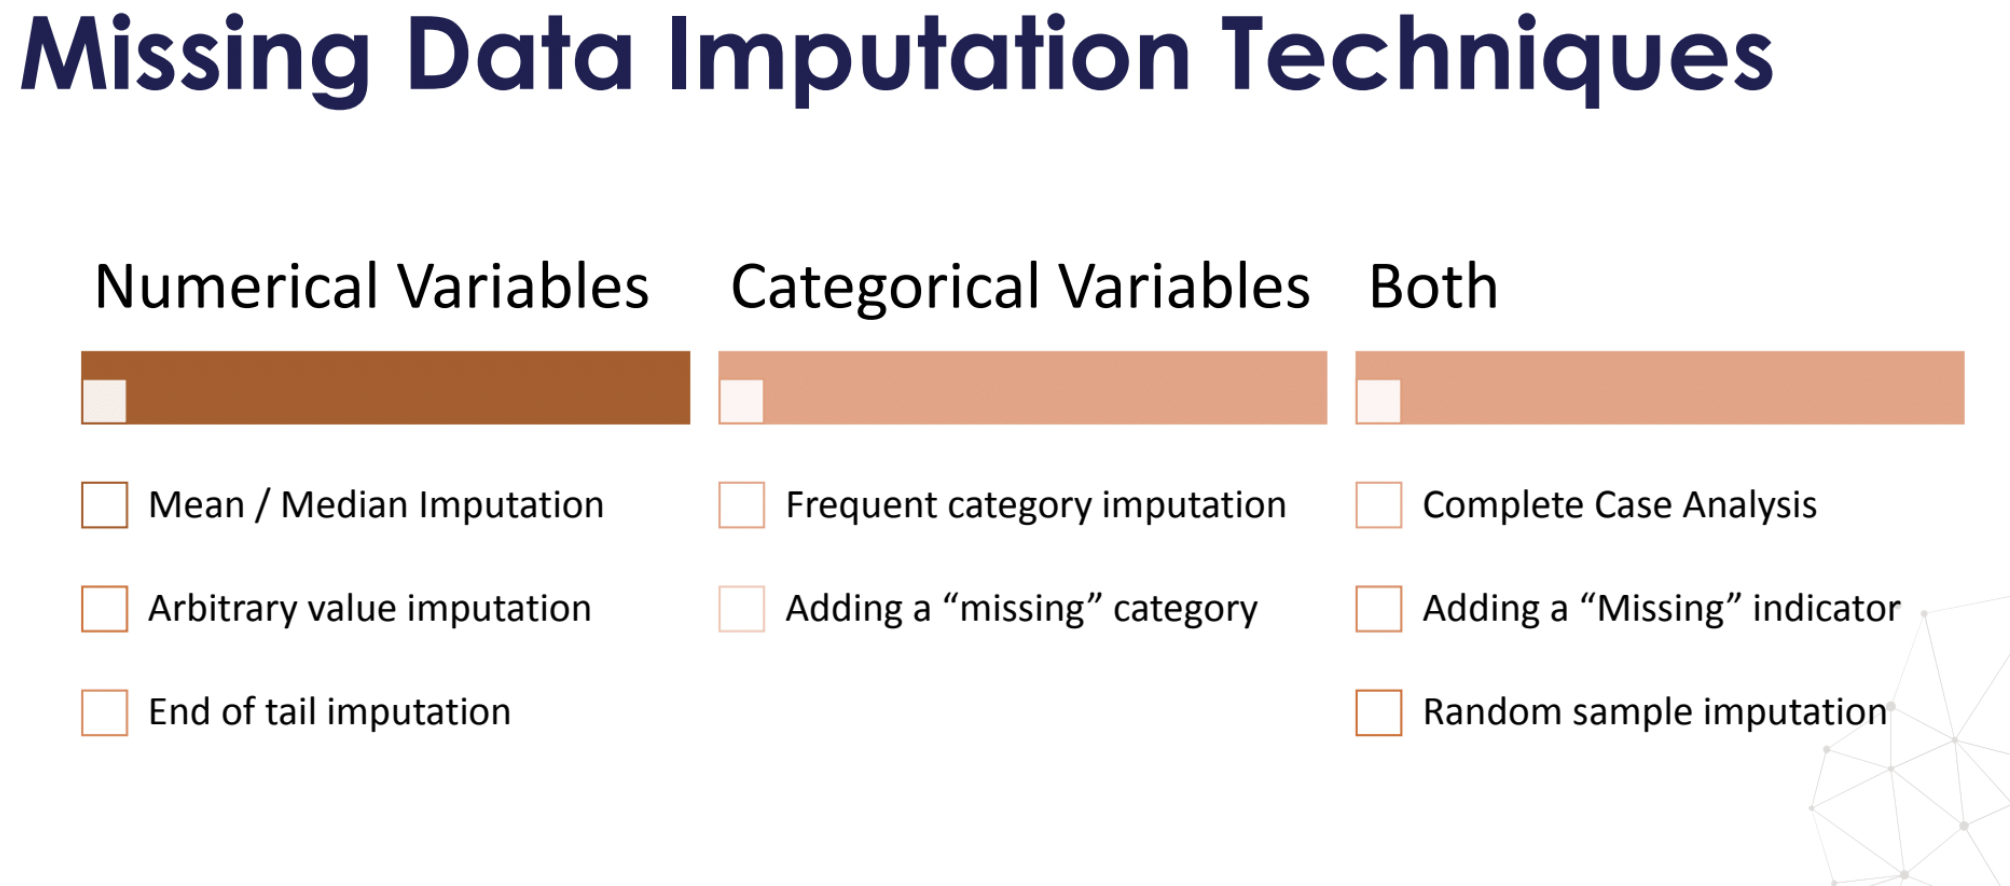 Missing Data Imputation Techniques
Numerical Variables
Mean / Median Imputation
Arbitrary value imputation
End of tail imputation
Categorical Variables
Frequent category imputation
Adding a “missing” category
Both
Complete Case Analysis
Adding a “Missing” indicator
Random sample imputation